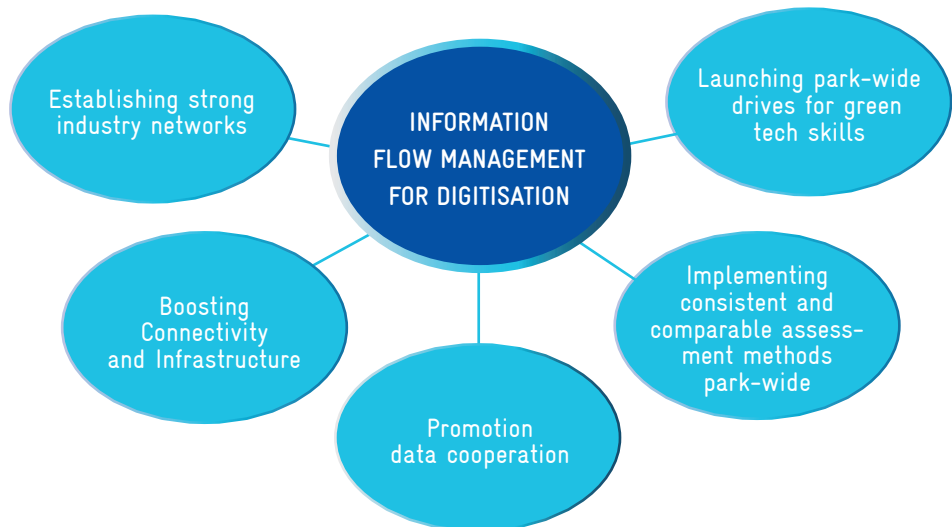 Establishing strong
industry networks
INFORMATION
FLOW MANAGEMENT
FOR DIGITISATION
Launching park-wide
drives for green
tech skills
Boosting
Connectivity
and Infrastructure
Implementing
consistent and
comparable assess-
ment methods
park-wide
Promotion
data cooperation